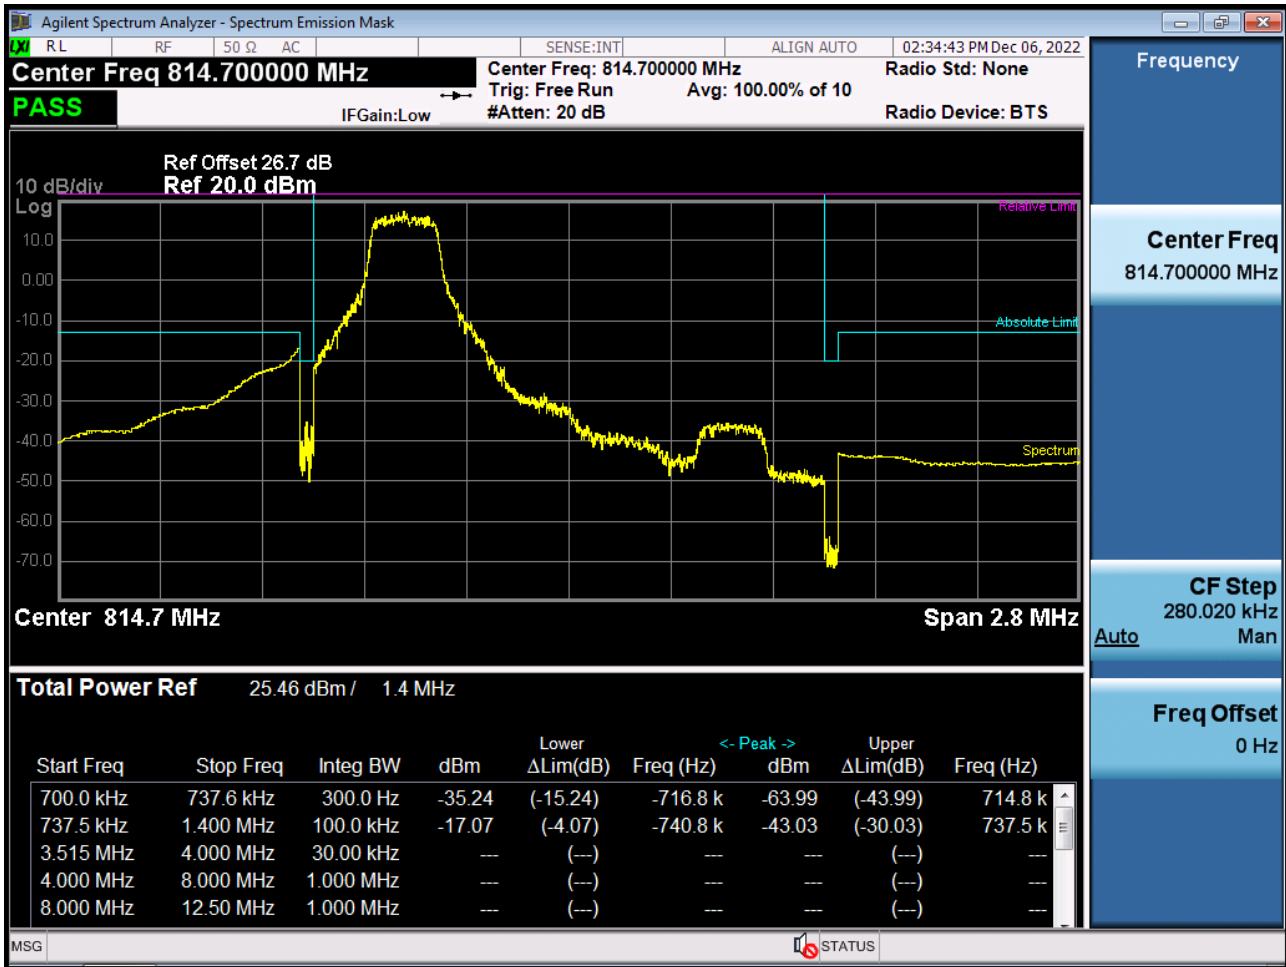 Agilent Spectrum Analyzer - Spectrum Emission Mask
LXI RL RF 50 Ω AC SENSE:INT ALIGN AUTO 02:34:43 PM Dec 06, 2022
Center Freq 814.700000 MHz
PASS
IFGain:Low
Center Freq: 814.700000 MHz
Trig: Free Run Avg: 100.00% of 10
#Atten: 20 dB
Radio Std: None
Radio Device: BTS
Ref Offset 26.7 dB
10 dB/div Ref 20.0 dBm
Log
Relative Limit
10.0
0.00
-10.0
Absolute Limit
-20.0
-30.0
-40.0
Spectrum
-50.0
-60.0
-70.0
Center 814.7 MHz Span 2.8 MHz
Total Power Ref 25.46 dBm / 1.4 MHz
Lower <- Peak -> Upper
Start Freq Stop Freq Integ BW dBm ΔLim(dB) Freq (Hz) dBm ΔLim(dB) Freq (Hz)
700.0 kHz 737.6 kHz 300.0 Hz -35.24 (-15.24) -716.8 k -63.99 (-43.99) 714.8 k
737.5 kHz 1.400 MHz 100.0 kHz -17.07 (-4.07) -740.8 k -43.03 (-30.03) 737.5 k
3.515 MHz 4.000 MHz 30.00 kHz --- (---) --- --- (---) ---
4.000 MHz 8.000 MHz 1.000 MHz --- (---) --- --- (---) ---
8.000 MHz 12.50 MHz 1.000 MHz --- (---) --- --- (---) ---
MSG STATUS
Frequency
Center Freq
814.700000 MHz
CF Step
280.020 kHz
Auto Man
Freq Offset
0 Hz